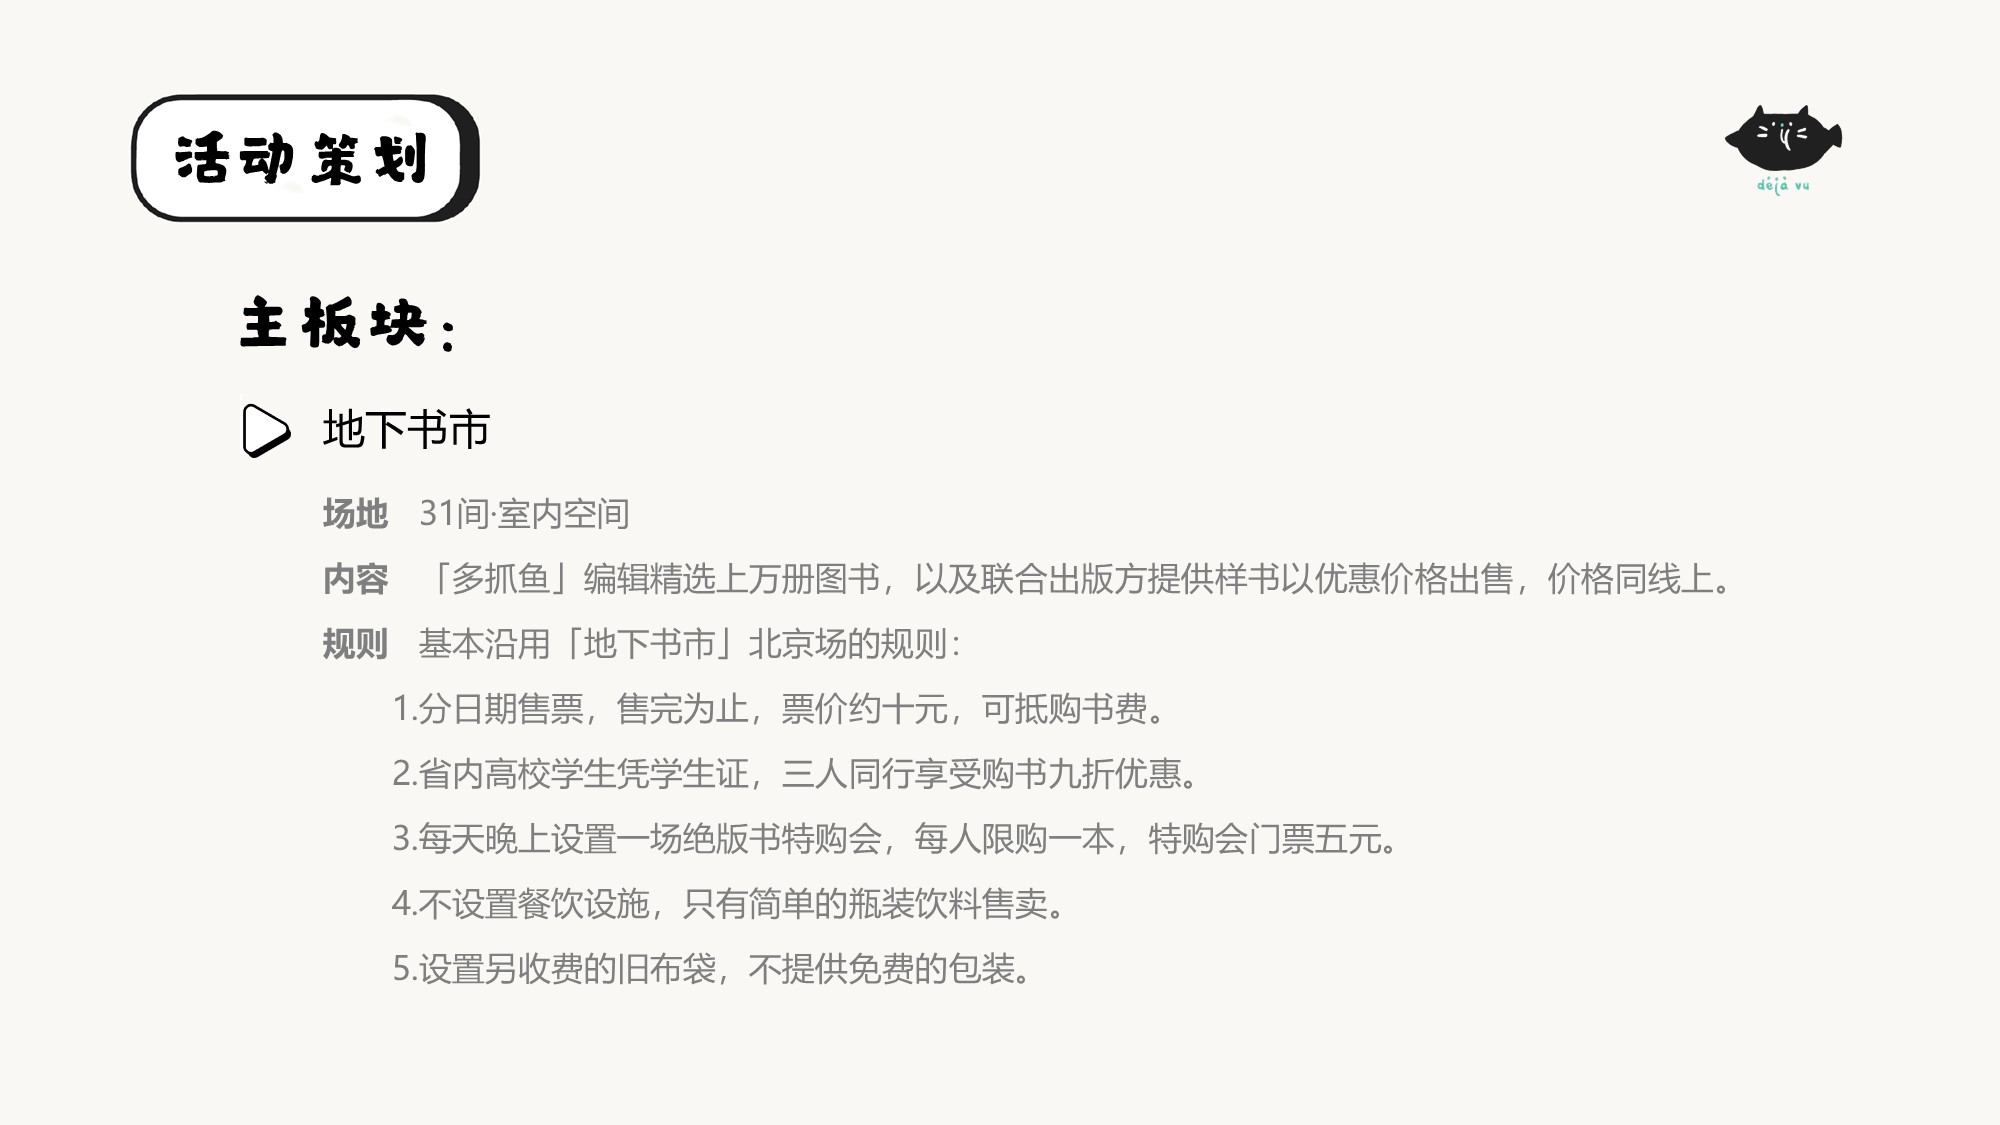 活动策划
déjà vu
主板块：
地下书市
场地 31间·室内空间
内容 「多抓鱼」编辑精选上万册图书，以及联合出版方提供样书以优惠价格出售，价格同线上。
规则 基本沿用「地下书市」北京场的规则：
1.分日期售票，售完为止，票价约十元，可抵购书费。
2.省内高校学生凭学生证，三人同行享受购书九折优惠。
3.每天晚上设置一场绝版书特购会，每人限购一本，特购会门票五元。
4.不设置餐饮设施，只有简单的瓶装饮料售卖。
5.设置另收费的旧布袋，不提供免费的包装。